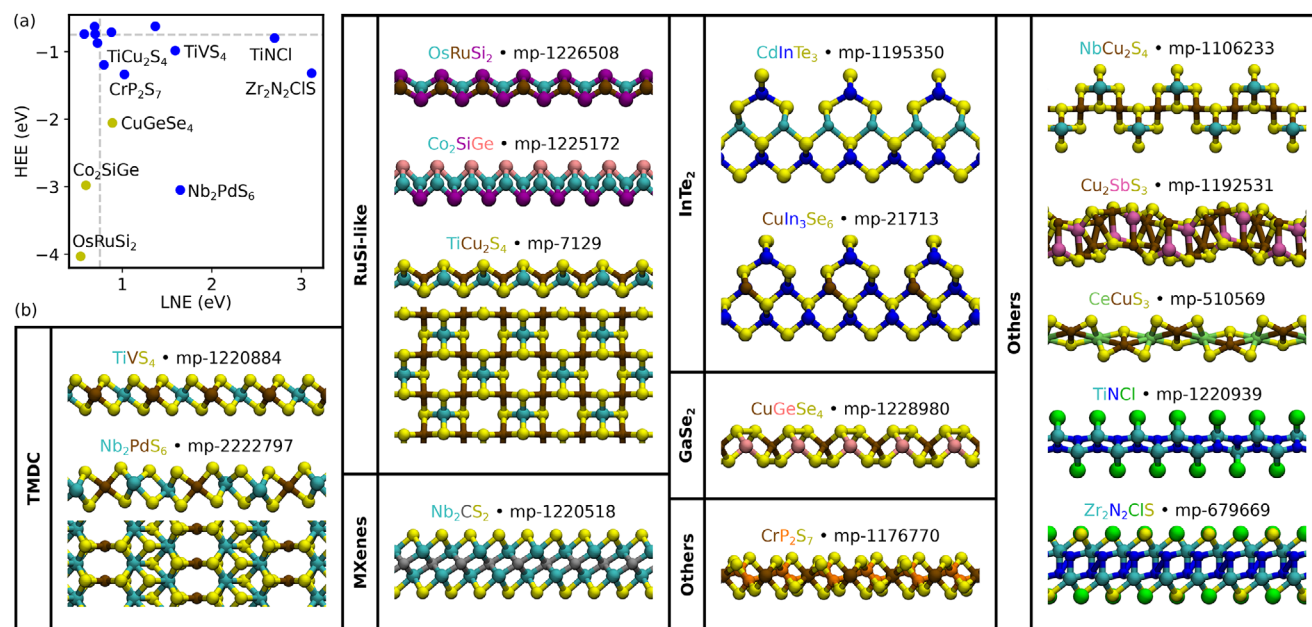 (a)
HEE (eV)
−1
−2
−3
−4
TiCu₂S₄
TiVS₄
TiNCl
CrP₂S₇
Zr₂N₂ClS
CuGeSe₄
Co₂SiGe
Nb₂PdS₆
OsRuSi₂
1
2
3
LNE (eV)
(b)
TMDC
TiVS₄ • mp-1220884
Nb₂PdS₆ • mp-2222797
RuSi-like
OsRuSi₂ • mp-1226508
Co₂SiGe • mp-1225172
TiCu₂S₄ • mp-7129
MXenes
Nb₂CS₂ • mp-1220518
InTe₂
CdInTe₃ • mp-1195350
CuIn₃Se₆ • mp-21713
GaSe₂
CuGeSe₄ • mp-1228980
Others
CrP₂S₇ • mp-1176770
Others
NbCu₂S₄ • mp-1106233
Cu₂SbS₃ • mp-1192531
CeCuS₃ • mp-510569
TiNCl • mp-1220939
Zr₂N₂ClS • mp-679669